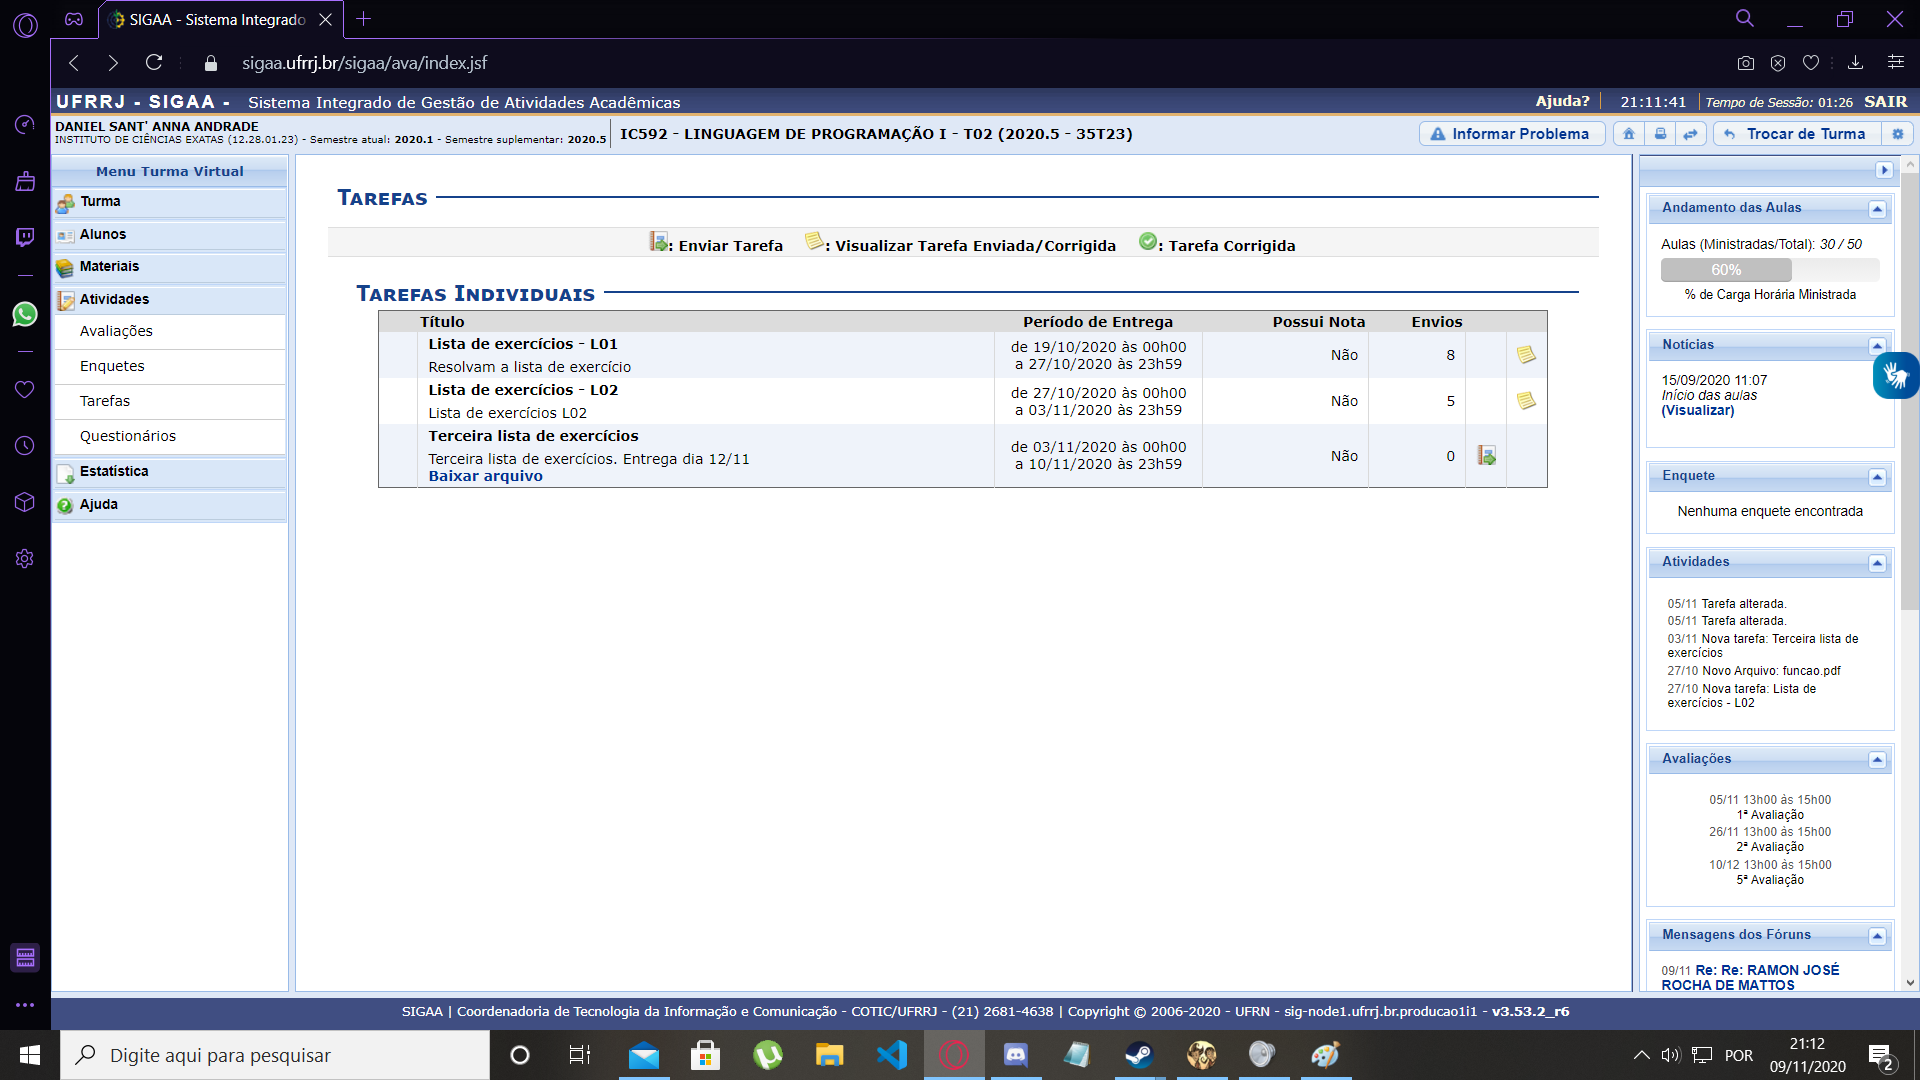 SIGAA - Sistema Integrado
sigaa.ufrrj.br/sigaa/ava/index.jsf
UFRRJ - SIGAA - Sistema Integrado de Gestão de Atividades Acadêmicas
Ajuda? 21:11:41 Tempo de Sessão: 01:26 SAIR
DANIEL SANT' ANNA ANDRADE
INSTITUTO DE CIÊNCIAS EXATAS (12.28.01.23) - Semestre atual: 2020.1 - Semestre suplementar: 2020.5
IC592 - LINGUAGEM DE PROGRAMAÇÃO I - T02 (2020.5 - 35T23)
Informar Problema
Trocar de Turma
Menu Turma Virtual
Turma
Alunos
Materiais
Atividades
Avaliações
Enquetes
Tarefas
Questionários
Estatística
Ajuda
TAREFAS
: Enviar Tarefa : Visualizar Tarefa Enviada/Corrigida : Tarefa Corrigida
TAREFAS INDIVIDUAIS
Título Período de Entrega Possui Nota Envios
Lista de exercícios - L01
Resolvam a lista de exercício
de 19/10/2020 às 00h00
a 27/10/2020 às 23h59
Não 8
Lista de exercícios - L02
Lista de exercícios L02
de 27/10/2020 às 00h00
a 03/11/2020 às 23h59
Não 5
Terceira lista de exercícios
Terceira lista de exercícios. Entrega dia 12/11
Baixar arquivo
de 03/11/2020 às 00h00
a 10/11/2020 às 23h59
Não 0
Andamento das Aulas
Aulas (Ministradas/Total): 30 / 50
60%
% de Carga Horária Ministrada
Notícias
15/09/2020 11:07
Início das aulas
(Visualizar)
Enquete
Nenhuma enquete encontrada
Atividades
05/11 Tarefa alterada.
05/11 Tarefa alterada.
03/11 Nova tarefa: Terceira lista de
exercícios
27/10 Novo Arquivo: funcao.pdf
27/10 Nova tarefa: Lista de
exercícios - L02
Avaliações
05/11 13h00 às 15h00
1ª Avaliação
26/11 13h00 às 15h00
2ª Avaliação
10/12 13h00 às 15h00
5ª Avaliação
Mensagens dos Fóruns
09/11 Re: Re: RAMON JOSÉ
ROCHA DE MATTOS
SIGAA | Coordenadoria de Tecnologia da Informação e Comunicação - COTIC/UFRRJ - (21) 2681-4638 | Copyright © 2006-2020 - UFRN - sig-node1.ufrrj.br.producao1i1 - v3.53.2_r6
Digite aqui para pesquisar
POR
21:12
09/11/2020
2